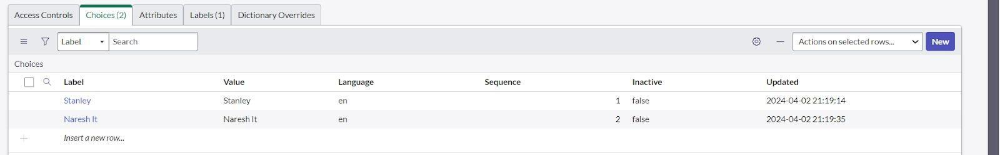 Access Controls Choices (2) Attributes Labels (1) Dictionary Overrides
Label Search Actions on selected rows... New
Choices
Label Value Language Sequence Inactive Updated
Stanley Stanley en 1 false 2024-04-02 21:19:14
Naresh It Naresh It en 2 false 2024-04-02 21:19:35
Insert a new row...